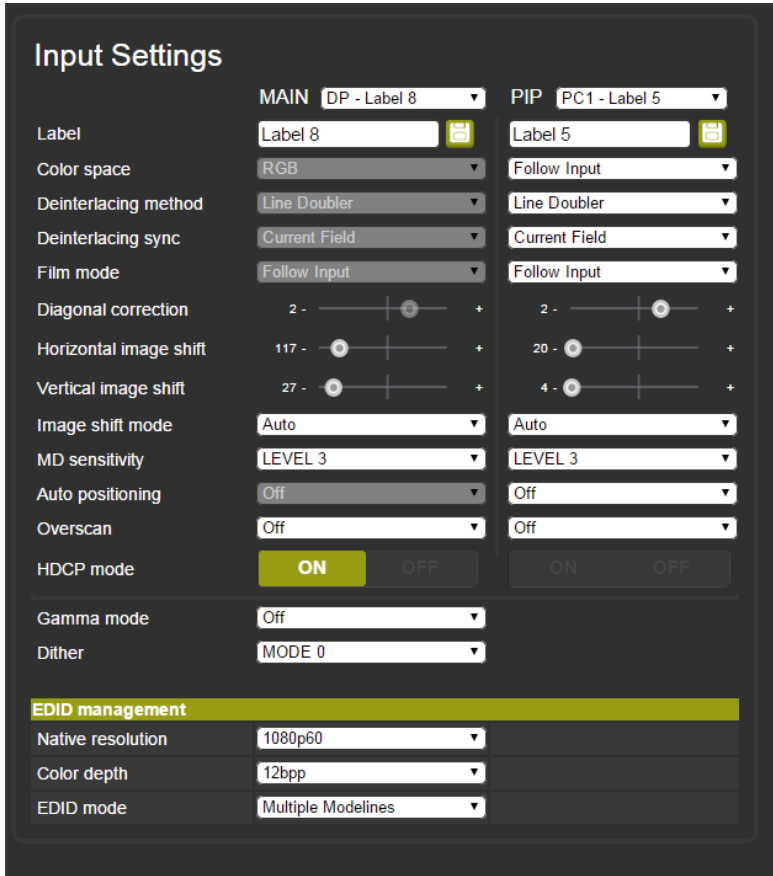 Input Settings
MAIN DP - Label 8 PIP PC1 - Label 5
Label Label 8 Label 5
Color space RGB Follow Input
Deinterlacing method Line Doubler Line Doubler
Deinterlacing sync Current Field Current Field
Film mode Follow Input Follow Input
Diagonal correction 2 - + 2 - +
Horizontal image shift 117 - + 20 - +
Vertical image shift 27 - + 4 - +
Image shift mode Auto Auto
MD sensitivity LEVEL 3 LEVEL 3
Auto positioning Off Off
Overscan Off Off
HDCP mode ON OFF ON OFF
Gamma mode Off
Dither MODE 0
EDID management
Native resolution 1080p60
Color depth 12bpp
EDID mode Multiple Modelines